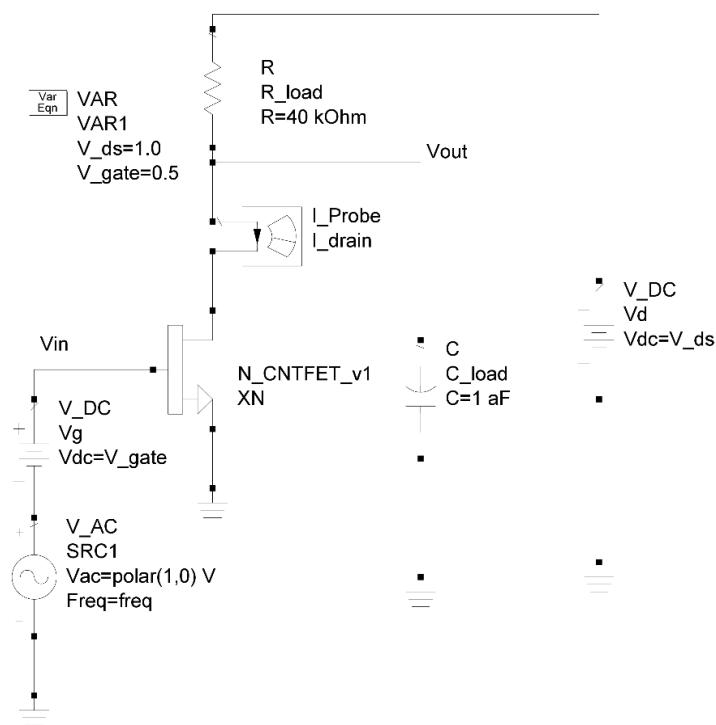 R
R_load
R=40 kOhm
Var
Eqn
VAR
VAR1
V_ds=1.0
V_gate=0.5
Vout
I_Probe
I_drain
V_DC
Vd
Vdc=V_ds
Vin
N_CNTFET_v1
XN
C
C_load
C=1 aF
V_DC
Vg
Vdc=V_gate
V_AC
SRC1
Vac=polar(1,0) V
Freq=freq